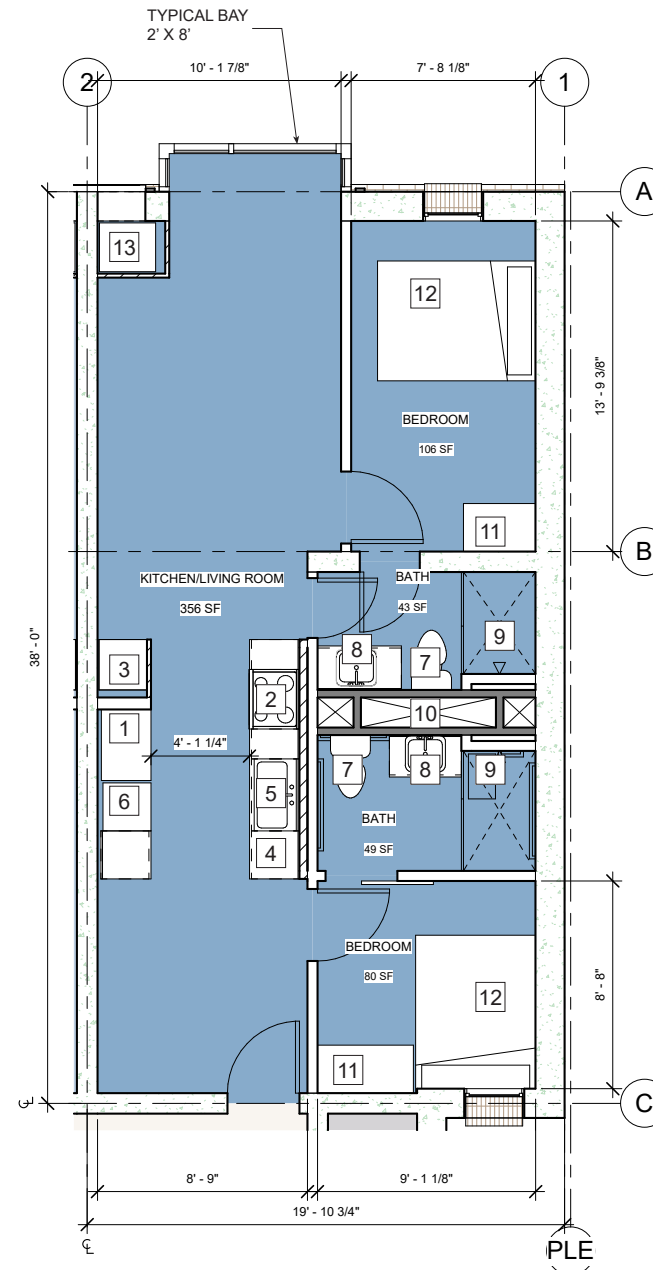 TYPICAL BAY
2' X 8'
10' - 1 7/8"
7' - 8 1/8"
2
1
A
13
12
13' - 9 3/8"
BEDROOM
106 SF
11
B
KITCHEN/LIVING ROOM
356 SF
BATH
43 SF
38' - 0"
9
8
7
3
2
10
1
4' - 1 1/4"
7
8
9
5
6
BATH
49 SF
4
BEDROOM
80 SF
8' - 8"
12
11
C
8' - 9"
9' - 1 1/8"
19' - 10 3/4"
PLE